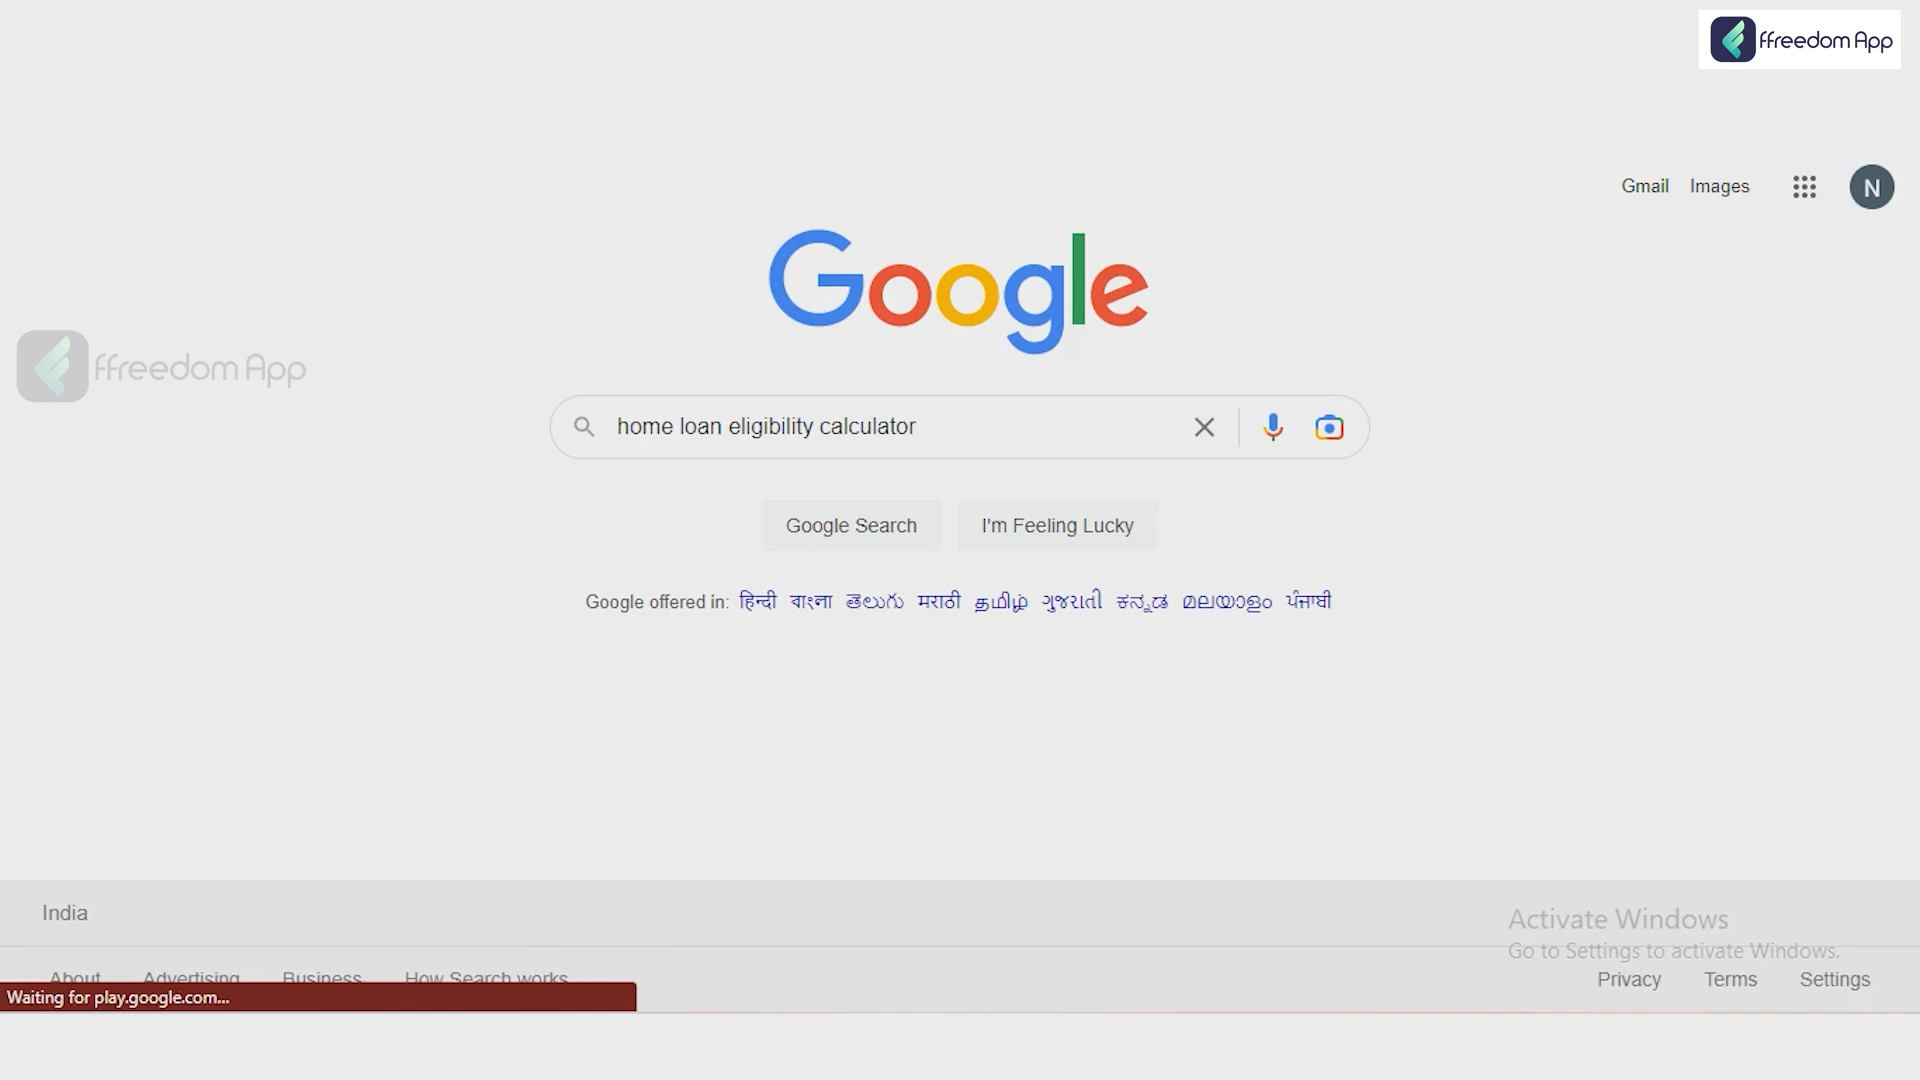 ffreedom App
Gmail Images
N
Google
ffreedom App
home loan eligibility calculator
Google Search I'm Feeling Lucky
Google offered in: हिन्दी বাংলা తెలుగు मराठी தமிழ் ગુજરાતી ಕನ್ನಡ മലയാളം ਪੰਜਾਬੀ
India
Activate Windows
Go to Settings to activate Windows.
About Advertising Business How Search works Privacy Terms Settings
Waiting for play.google.com...